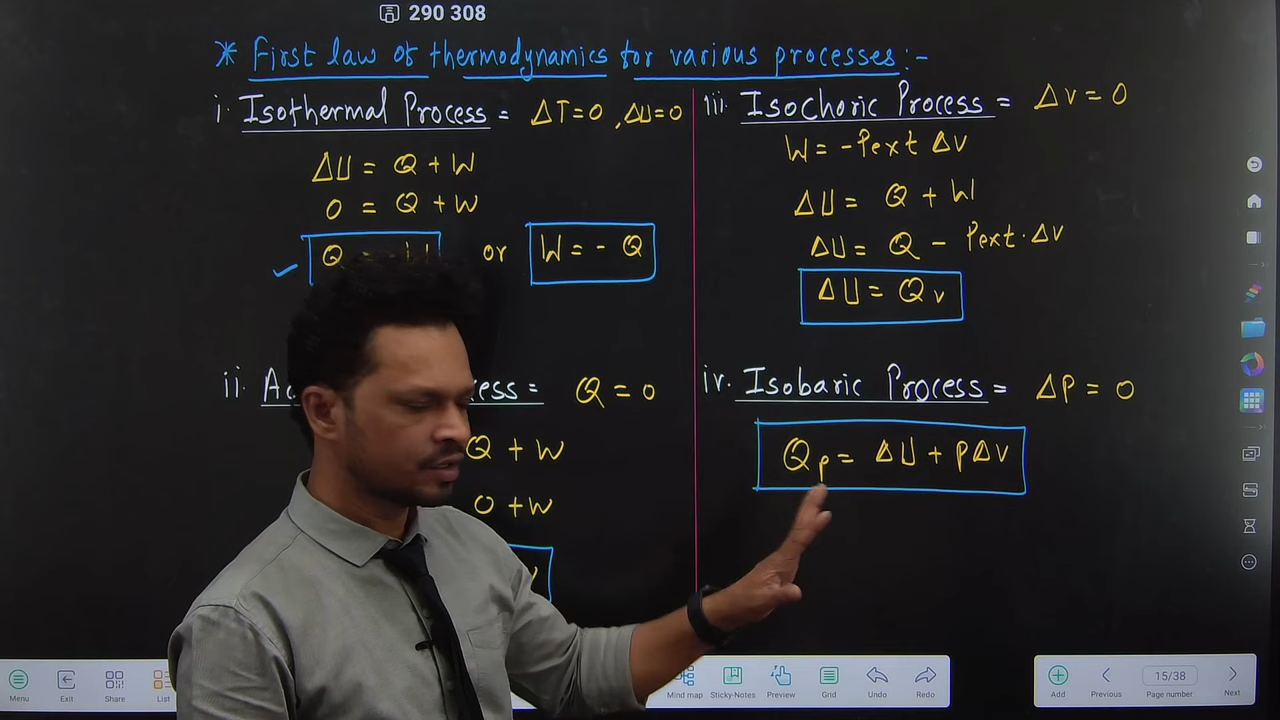 290 308
* First law of thermodynamics for various processes :-
i. Isothermal Process = ΔT=0 , ΔU=0
ΔU = Q + W
0 = Q + W
Q = or W = - Q
ii. = Q = 0
Q + W
0 + W
iii. Isochoric Process = Δv = 0
W = -Pext Δv
ΔU = Q + W
ΔU = Q - Pext. Δv
ΔU = Qv
iv. Isobaric Process = ΔP = 0
Qp = ΔU + PΔv
Menu Exit Share List Mind map Sticky-Notes Preview Grid Undo Redo Add Previous 15/38 Page number Next